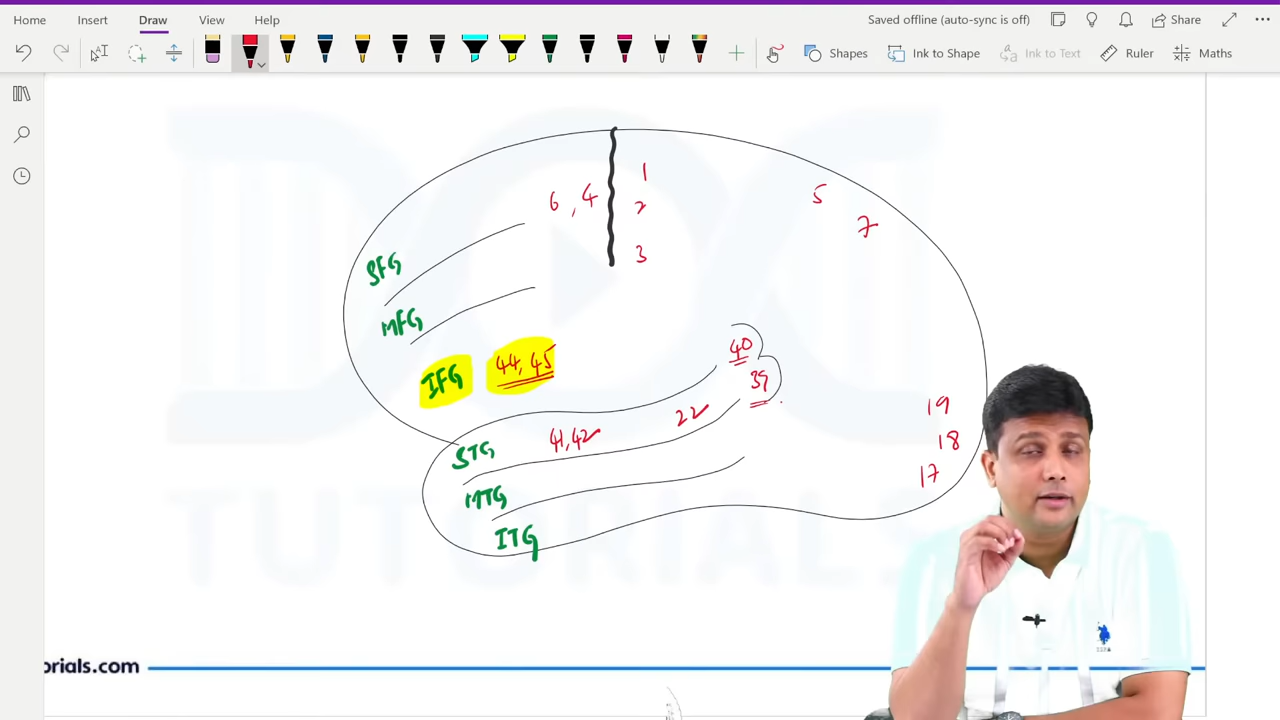 Home Insert Draw View Help Saved offline (auto-sync is off) Share
Shapes Ink to Shape Ink to Text Ruler Maths
6, 4
1
2
3
5
7
SFG
MFG
IFG 44, 45
40
39
STG 41, 42 22
MTG
ITG
19
18
17
TUTORIALS
orials.com